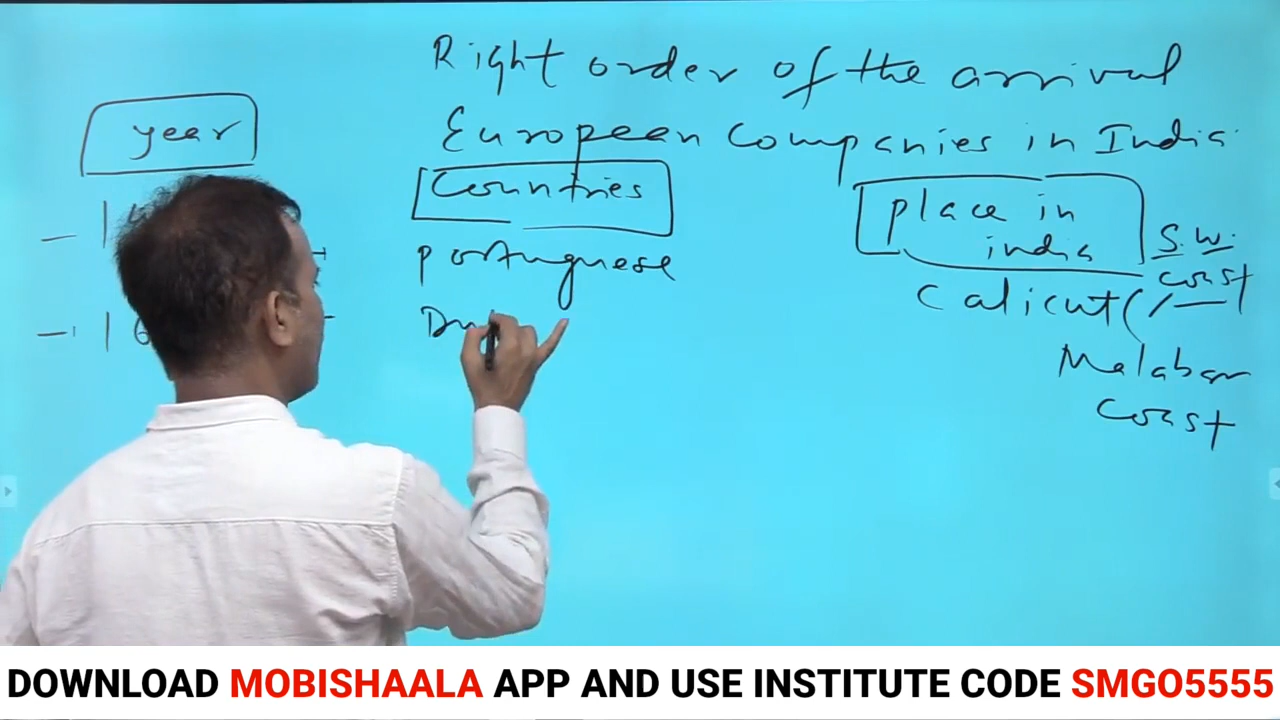 Right order of the arrival
European Companies in India
year
Countries
place in
india
S.W.
coast
Portuguese
Calicut (
Malabar
coast
DOWNLOAD MOBISHAALA APP AND USE INSTITUTE CODE SMGO5555